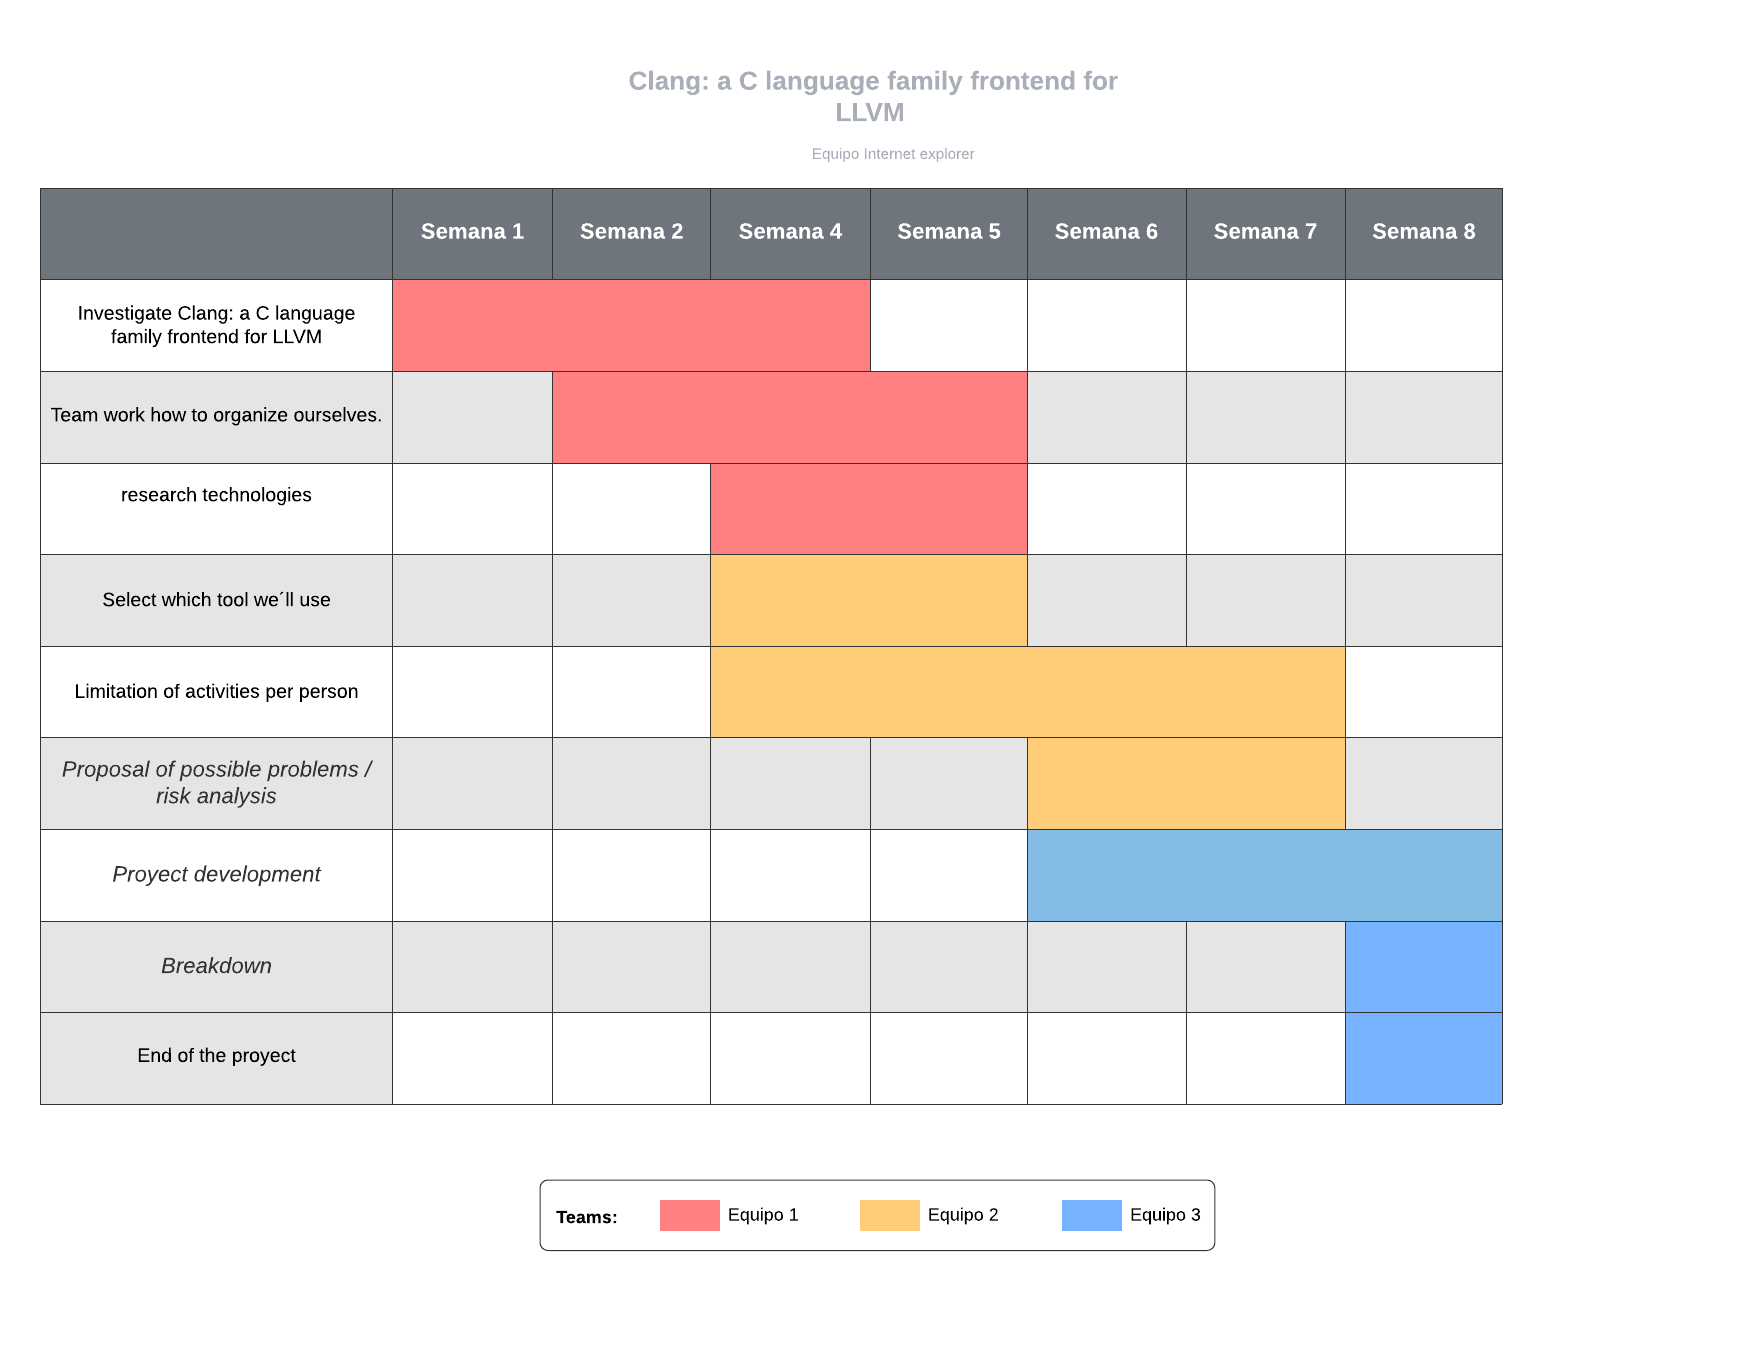 Clang: a C language family frontend for
LLVM
Equipo Internet explorer
Semana 1
Semana 2
Semana 4
Semana 5
Semana 6
Semana 7
Semana 8
Investigate Clang: a C language
family frontend for LLVM
Team work how to organize ourselves.
research technologies
Select which tool we´ll use
Limitation of activities per person
Proposal of possible problems /
risk analysis
Proyect development
Breakdown
End of the proyect
Teams:
Equipo 1
Equipo 2
Equipo 3